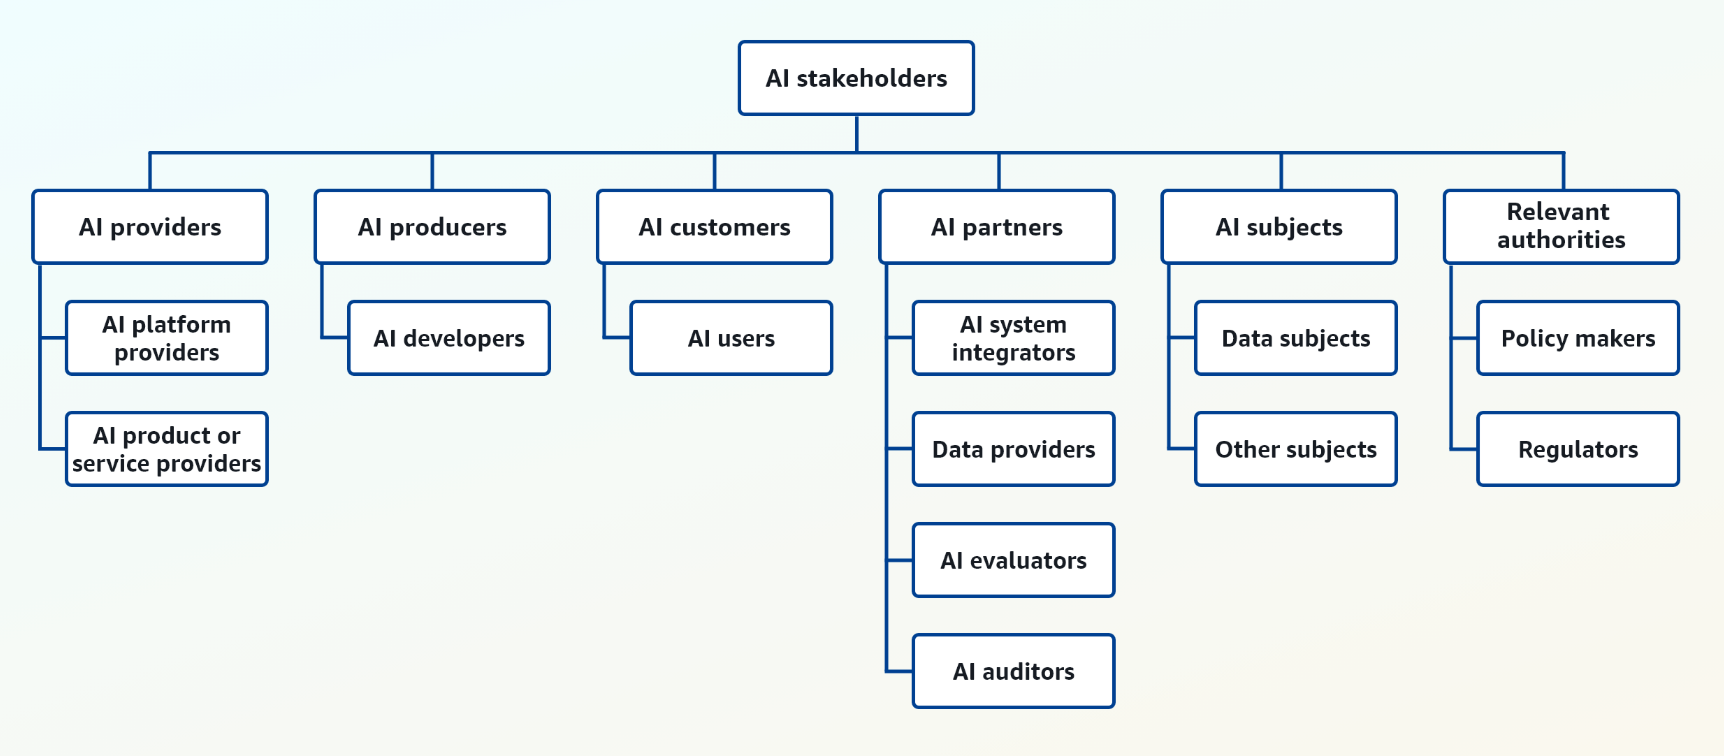 AI stakeholders
AI providers
AI producers
AI customers
AI partners
AI subjects
Relevant
authorities
AI platform
providers
AI developers
AI users
AI system
integrators
Data subjects
Policy makers
AI product or
service providers
Data providers
Other subjects
Regulators
AI evaluators
AI auditors